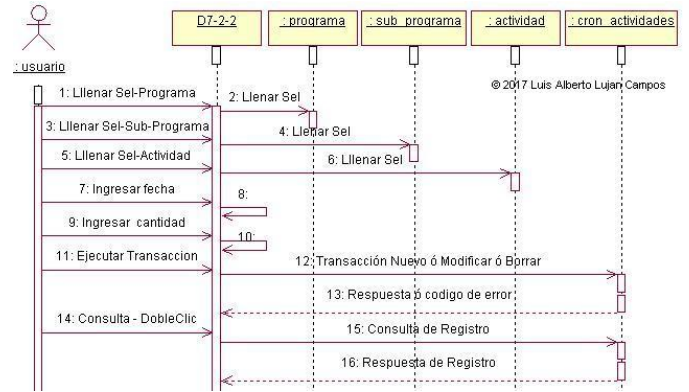 D7-2-2
: programa
: sub_programa
: actividad
: cron_actividades
: usuario
© 2017 Luis Alberto Lujan Campos
1: Lllenar Sel-Programa
2: Llenar Sel
3: Lllenar Sel-Sub-Programa
4: Llenar Sel
5: Lllenar Sel-Actividad
6: Lllenar Sel
7: Ingresar fecha
8:
9: Ingresar cantidad
10:
11: Ejecutar Transaccion
12: Transacción Nuevo ó Modificar ó Borrar
13: Respuesta ó codigo de error
14: Consulta - DobleClic
15: Consulta de Registro
16: Respuesta de Registro